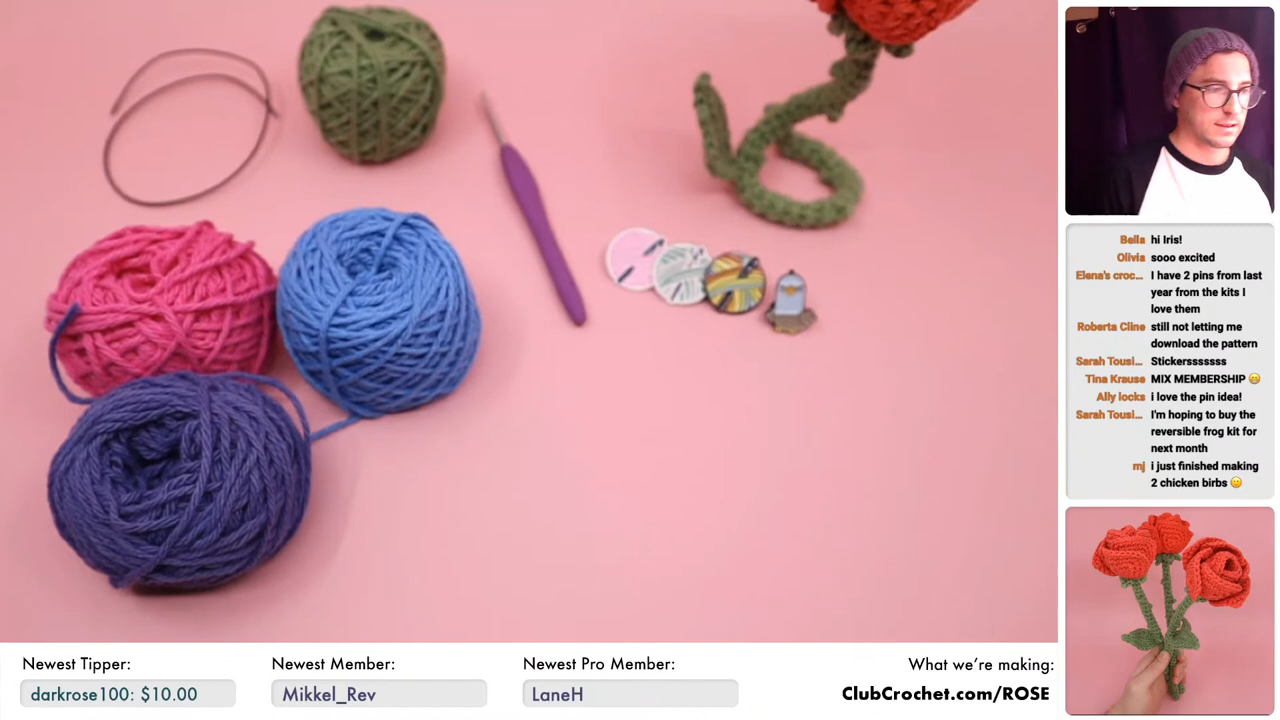 Bella hi Iris!
Olivia sooo excited
Elena's croc... I have 2 pins from last
year from the kits I
love them
Roberta Cline still not letting me
download the pattern
Sarah Tousi... Stickersssssss
Tina Krause MIX MEMBERSHIP 😁
Ally locks i love the pin idea!
Sarah Tousi... I'm hoping to buy the
reversible frog kit for
next month
mj i just finished making
2 chicken birbs 😊
Newest Tipper:
darkrose100: $10.00
Newest Member:
Mikkel_Rev
Newest Pro Member:
LaneH
What we're making:
ClubCrochet.com/ROSE